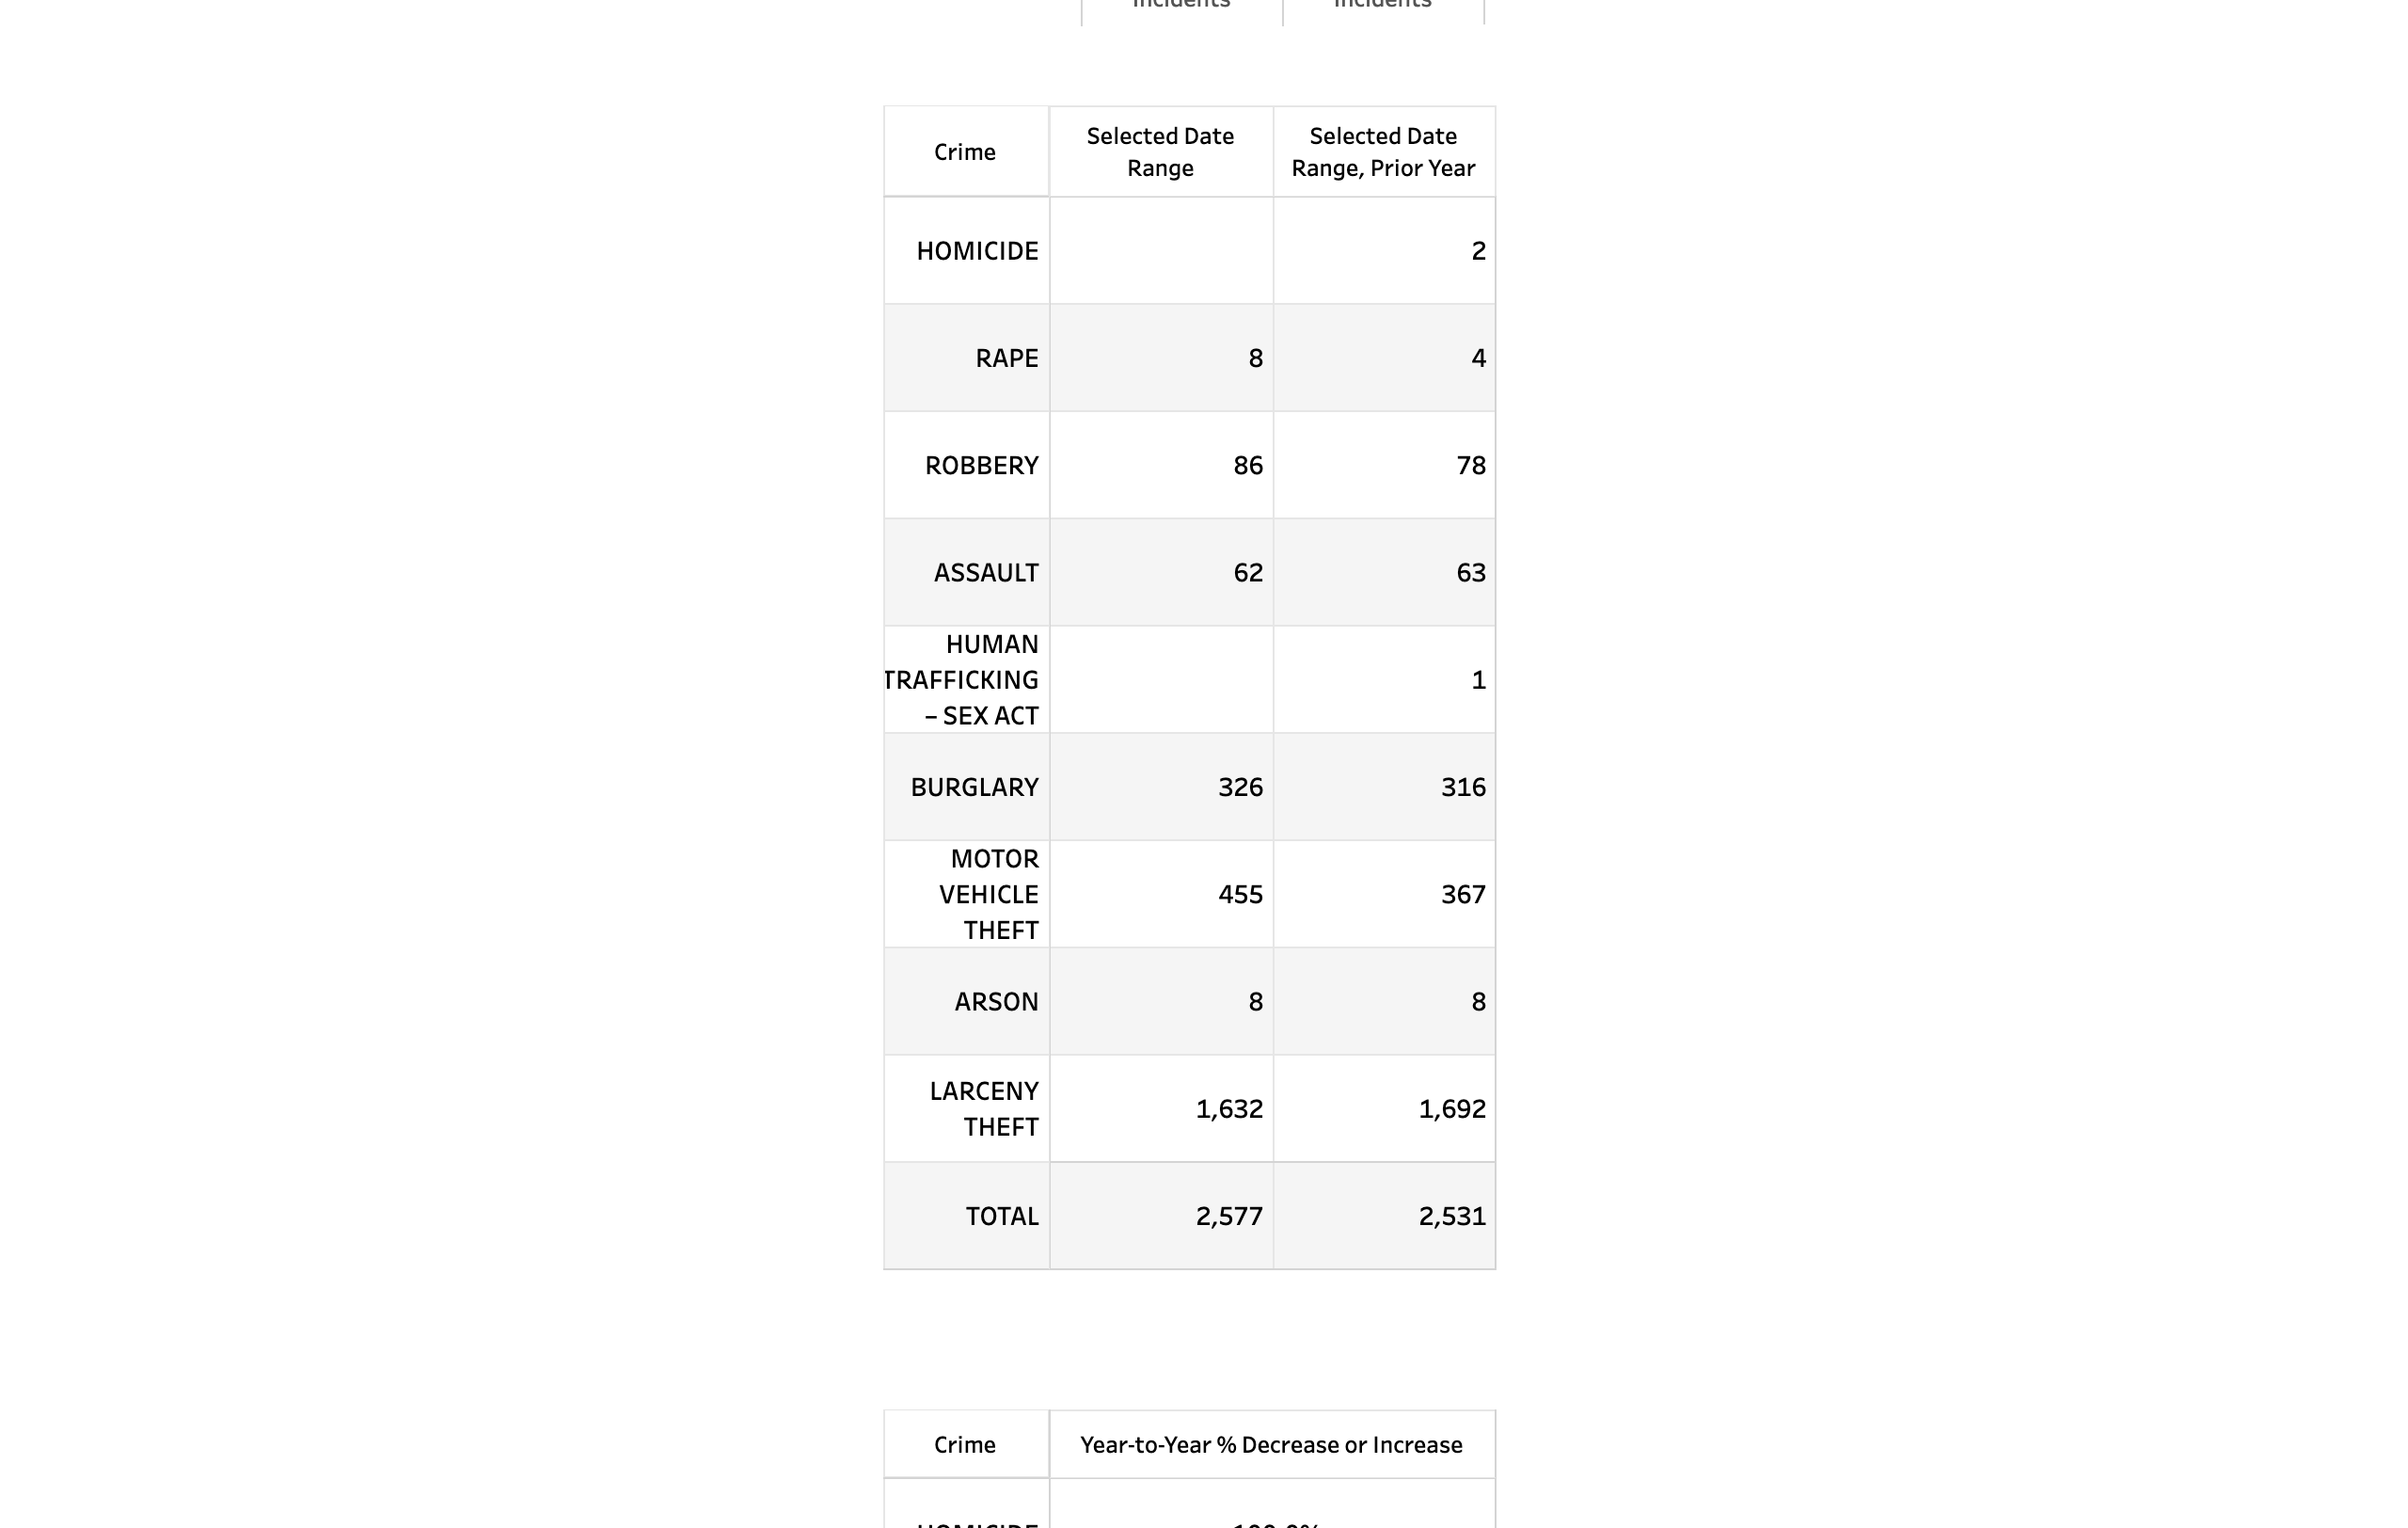 Incidents Incidents
Crime
Selected Date
Range
Selected Date
Range, Prior Year
HOMICIDE 2
RAPE 8 4
ROBBERY 86 78
ASSAULT 62 63
HUMAN
TRAFFICKING
– SEX ACT
1
BURGLARY 326 316
MOTOR
VEHICLE
THEFT
455 367
ARSON 8 8
LARCENY
THEFT
1,632 1,692
TOTAL 2,577 2,531
Crime Year-to-Year % Decrease or Increase
HOMICIDE